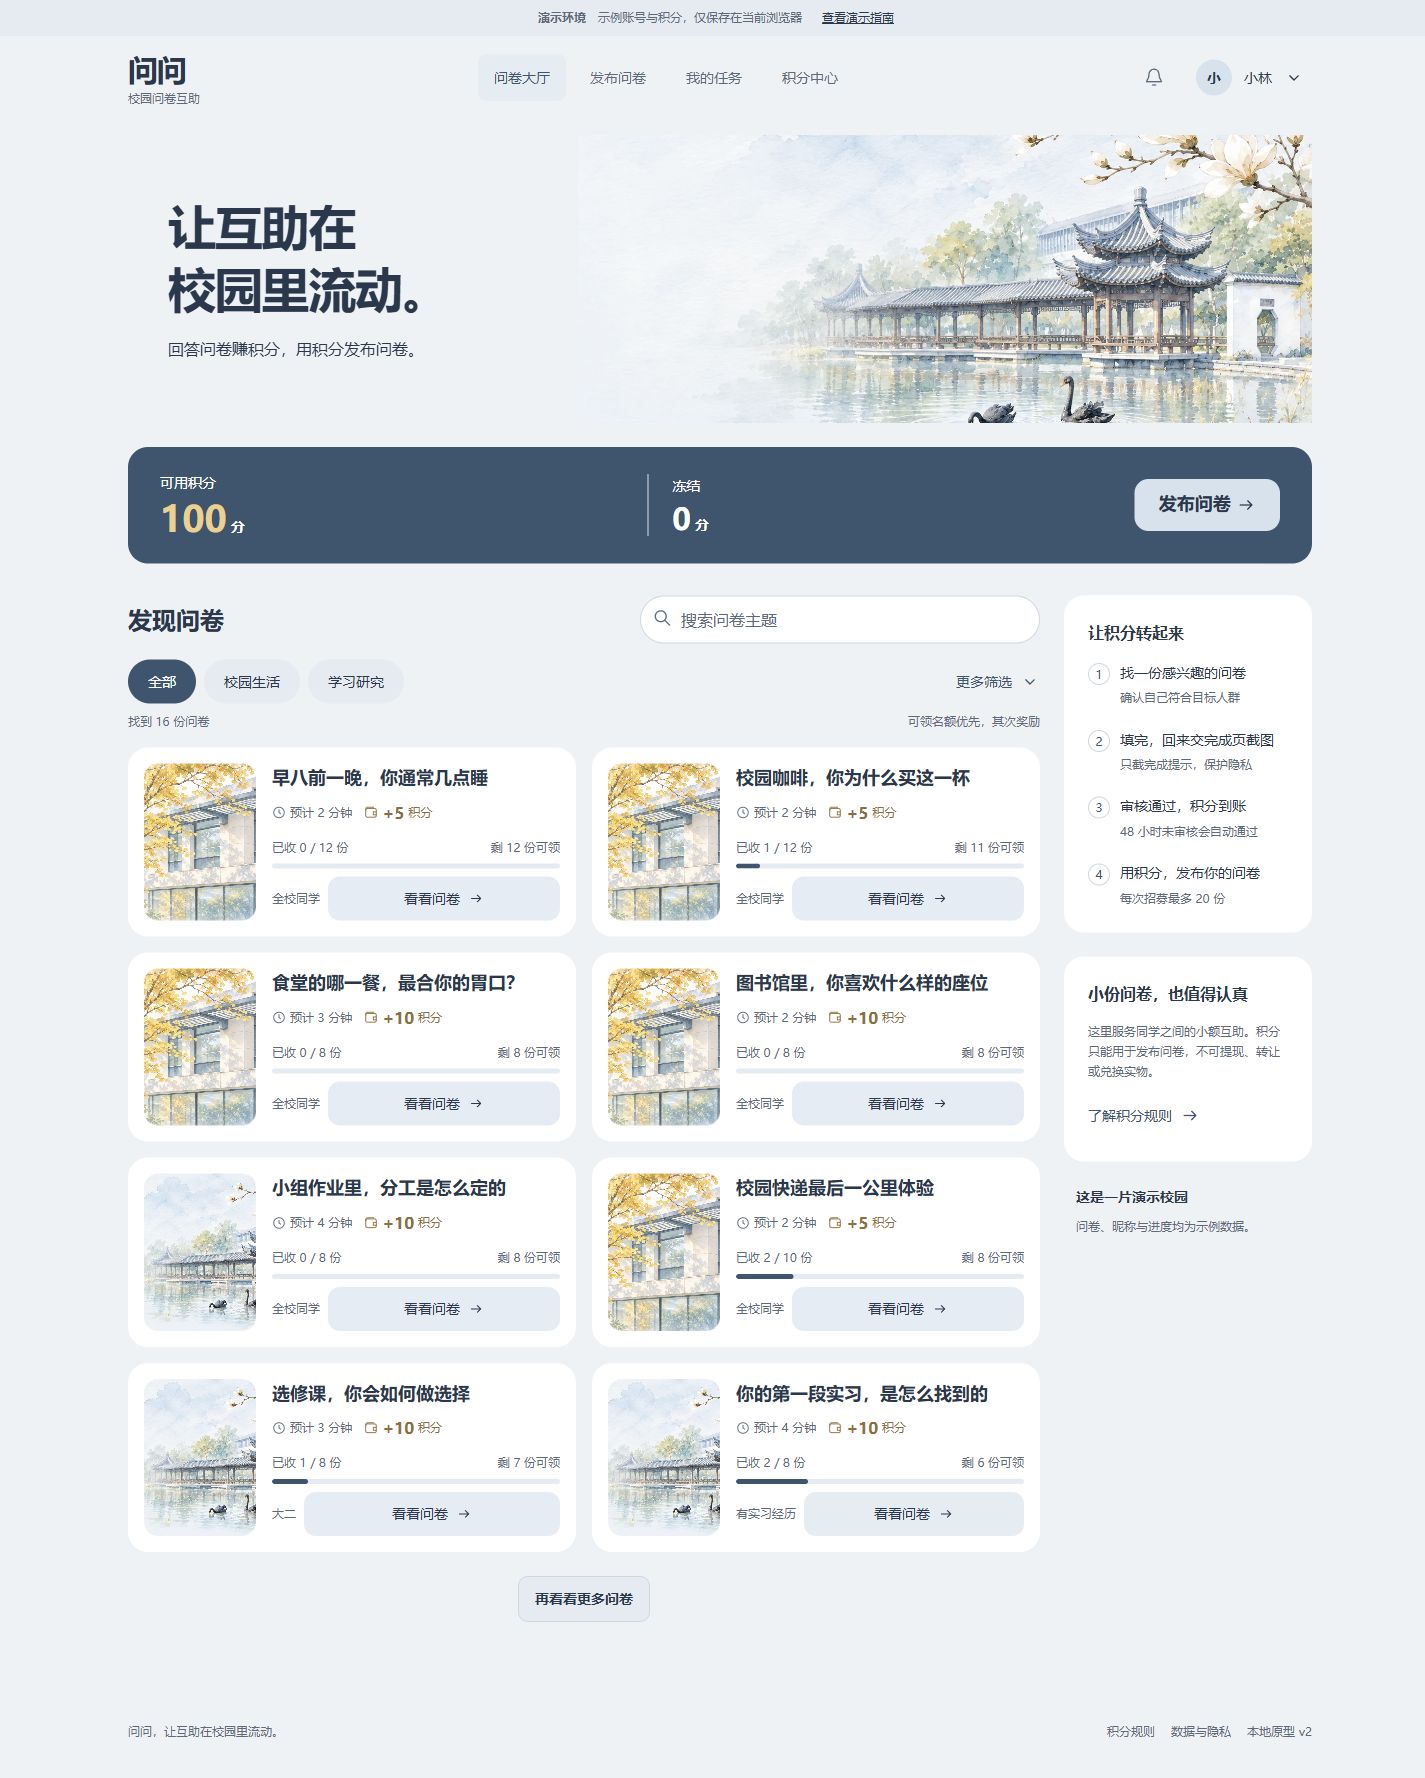 演示环境 示例账号与积分，仅保存在当前浏览器 查看演示指南
问问
校园问卷互助
问卷大厅 发布问卷 我的任务 积分中心
小 小林
让互助在
校园里流动。
回答问卷赚积分，用积分发布问卷。
可用积分
100 分
冻结
0 分
发布问卷 →
发现问卷
搜索问卷主题
全部 校园生活 学习研究
更多筛选
找到 16 份问卷
可领名额优先，其次奖励
早八前一晚，你通常几点睡
预计 2 分钟 +5 积分
已收 0 / 12 份 剩 12 份可领
全校同学 看看问卷 →
校园咖啡，你为什么买这一杯
预计 2 分钟 +5 积分
已收 1 / 12 份 剩 11 份可领
全校同学 看看问卷 →
食堂的哪一餐，最合你的胃口？
预计 3 分钟 +10 积分
已收 0 / 8 份 剩 8 份可领
全校同学 看看问卷 →
图书馆里，你喜欢什么样的座位
预计 2 分钟 +10 积分
已收 0 / 8 份 剩 8 份可领
全校同学 看看问卷 →
小组作业里，分工是怎么定的
预计 4 分钟 +10 积分
已收 0 / 8 份 剩 8 份可领
全校同学 看看问卷 →
校园快递最后一公里体验
预计 2 分钟 +5 积分
已收 2 / 10 份 剩 8 份可领
全校同学 看看问卷 →
选修课，你会如何做选择
预计 3 分钟 +10 积分
已收 1 / 8 份 剩 7 份可领
大二 看看问卷 →
你的第一段实习，是怎么找到的
预计 4 分钟 +10 积分
已收 2 / 8 份 剩 6 份可领
有实习经历 看看问卷 →
再看看更多问卷
让积分转起来
1 找一份感兴趣的问卷
确认自己符合目标人群
2 填完，回来交完成页截图
只截完成提示，保护隐私
3 审核通过，积分到账
48 小时未审核会自动通过
4 用积分，发布你的问卷
每次招募最多 20 份
小份问卷，也值得认真
这里服务同学之间的小额互助。积分
只能用于发布问卷，不可提现、转让
或兑换实物。
了解积分规则 →
这是一片演示校园
问卷、昵称与进度均为示例数据。
问问，让互助在校园里流动。
积分规则 数据与隐私 本地原型 v2